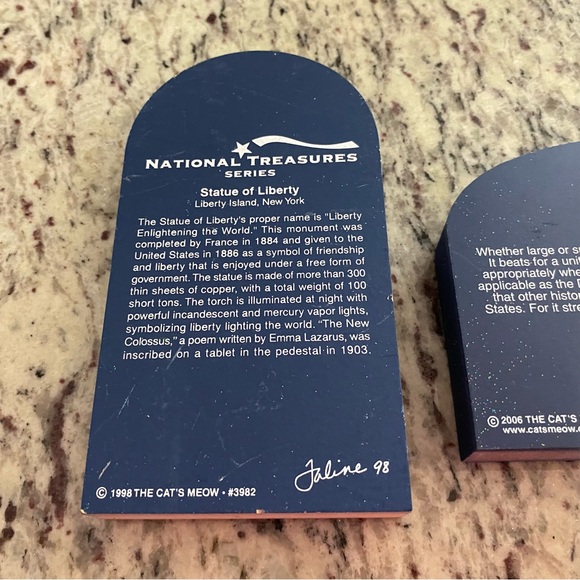 NATIONAL TREASURES
SERIES
Statue of Liberty
Liberty Island, New York
The Statue of Liberty's proper name is "Liberty
Enlightening the World." This monument was
completed by France in 1884 and given to the
United States in 1886 as a symbol of friendship
and liberty that is enjoyed under a free form of
government. The statue is made of more than 300
thin sheets of copper, with a total weight of 100
short tons. The torch is illuminated at night with
powerful incandescent and mercury vapor lights,
symbolizing liberty lighting the world. "The New
Colossus," a poem written by Emma Lazarus, was
inscribed on a tablet in the pedestal in 1903.
Faline 98
© 1998 THE CAT'S MEOW • #3982
Whether large or
It beats for a
appropriately
applicable as the
that other
States. For it
© 2006 THE CAT'S
www.catsmeow.